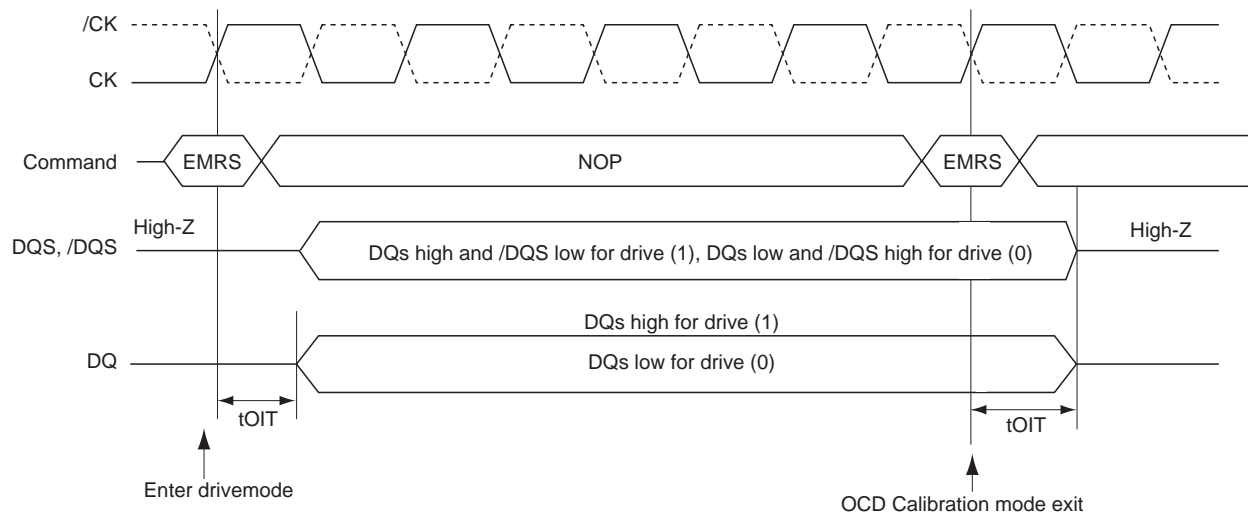 /CK
CK
Command
EMRS
NOP
EMRS
High-Z
High-Z
DQS, /DQS
DQs high and /DQS low for drive (1), DQs low and /DQS high for drive (0)
DQs high for drive (1)
DQ
DQs low for drive (0)
tOIT
tOIT
Enter drivemode
OCD Calibration mode exit